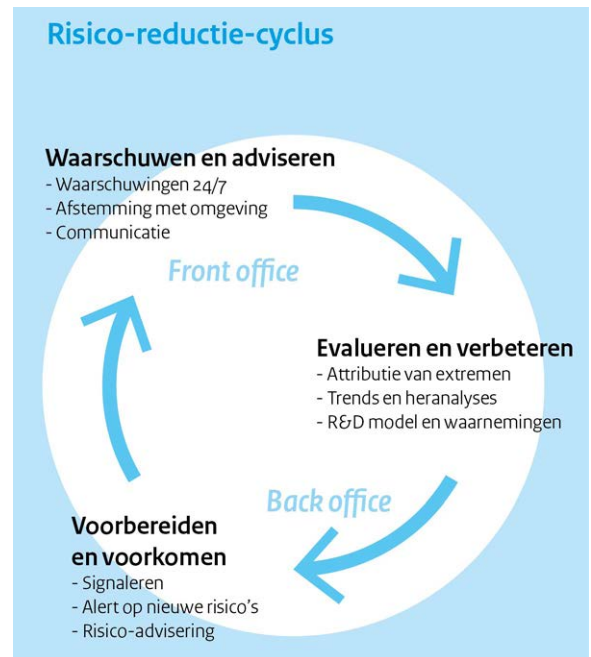 Risico-reductie-cyclus
Waarschuwen en adviseren
- Waarschuwingen 24/7
- Afstemming met omgeving
- Communicatie
Front office
Evalueren en verbeteren
- Attributie van extremen
- Trends en heranalyses
- R&D model en waarnemingen
Back office
Voorbereiden
en voorkomen
- Signaleren
- Alert op nieuwe risico's
- Risico-advisering